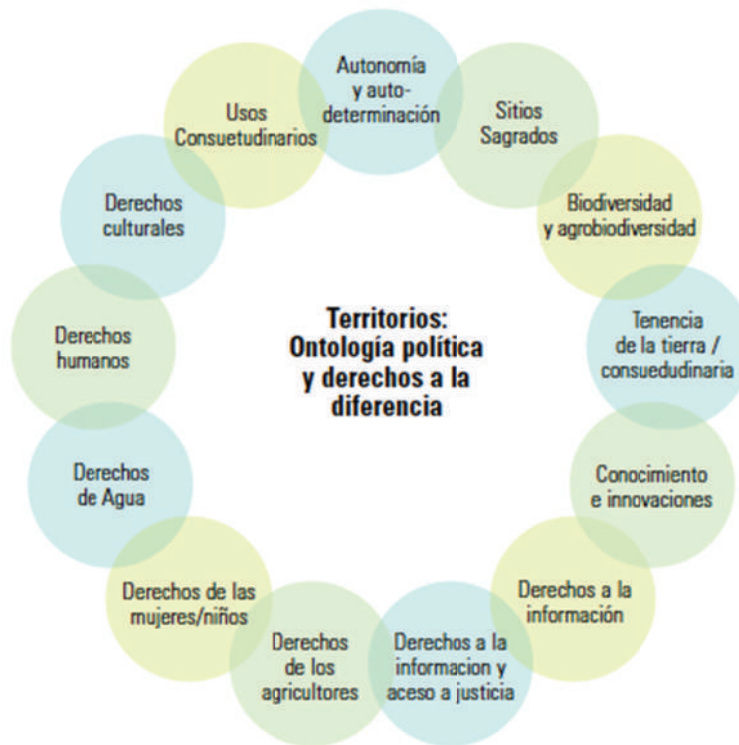 Autonomía
y auto-
determinación
Sitios
Sagrados
Biodiversidad
y agrobiodiversidad
Tenencia
de la tierra /
consuedudinaria
Conocimiento
e innovaciones
Derechos a la
información
Derechos a la
informacion y
aceso a justicia
Derechos
de los
agricultores
Derechos de las
mujeres/niños
Derechos
de Agua
Derechos
humanos
Derechos
culturales
Usos
Consuetudinarios
Territorios:
Ontología política
y derechos a la
diferencia